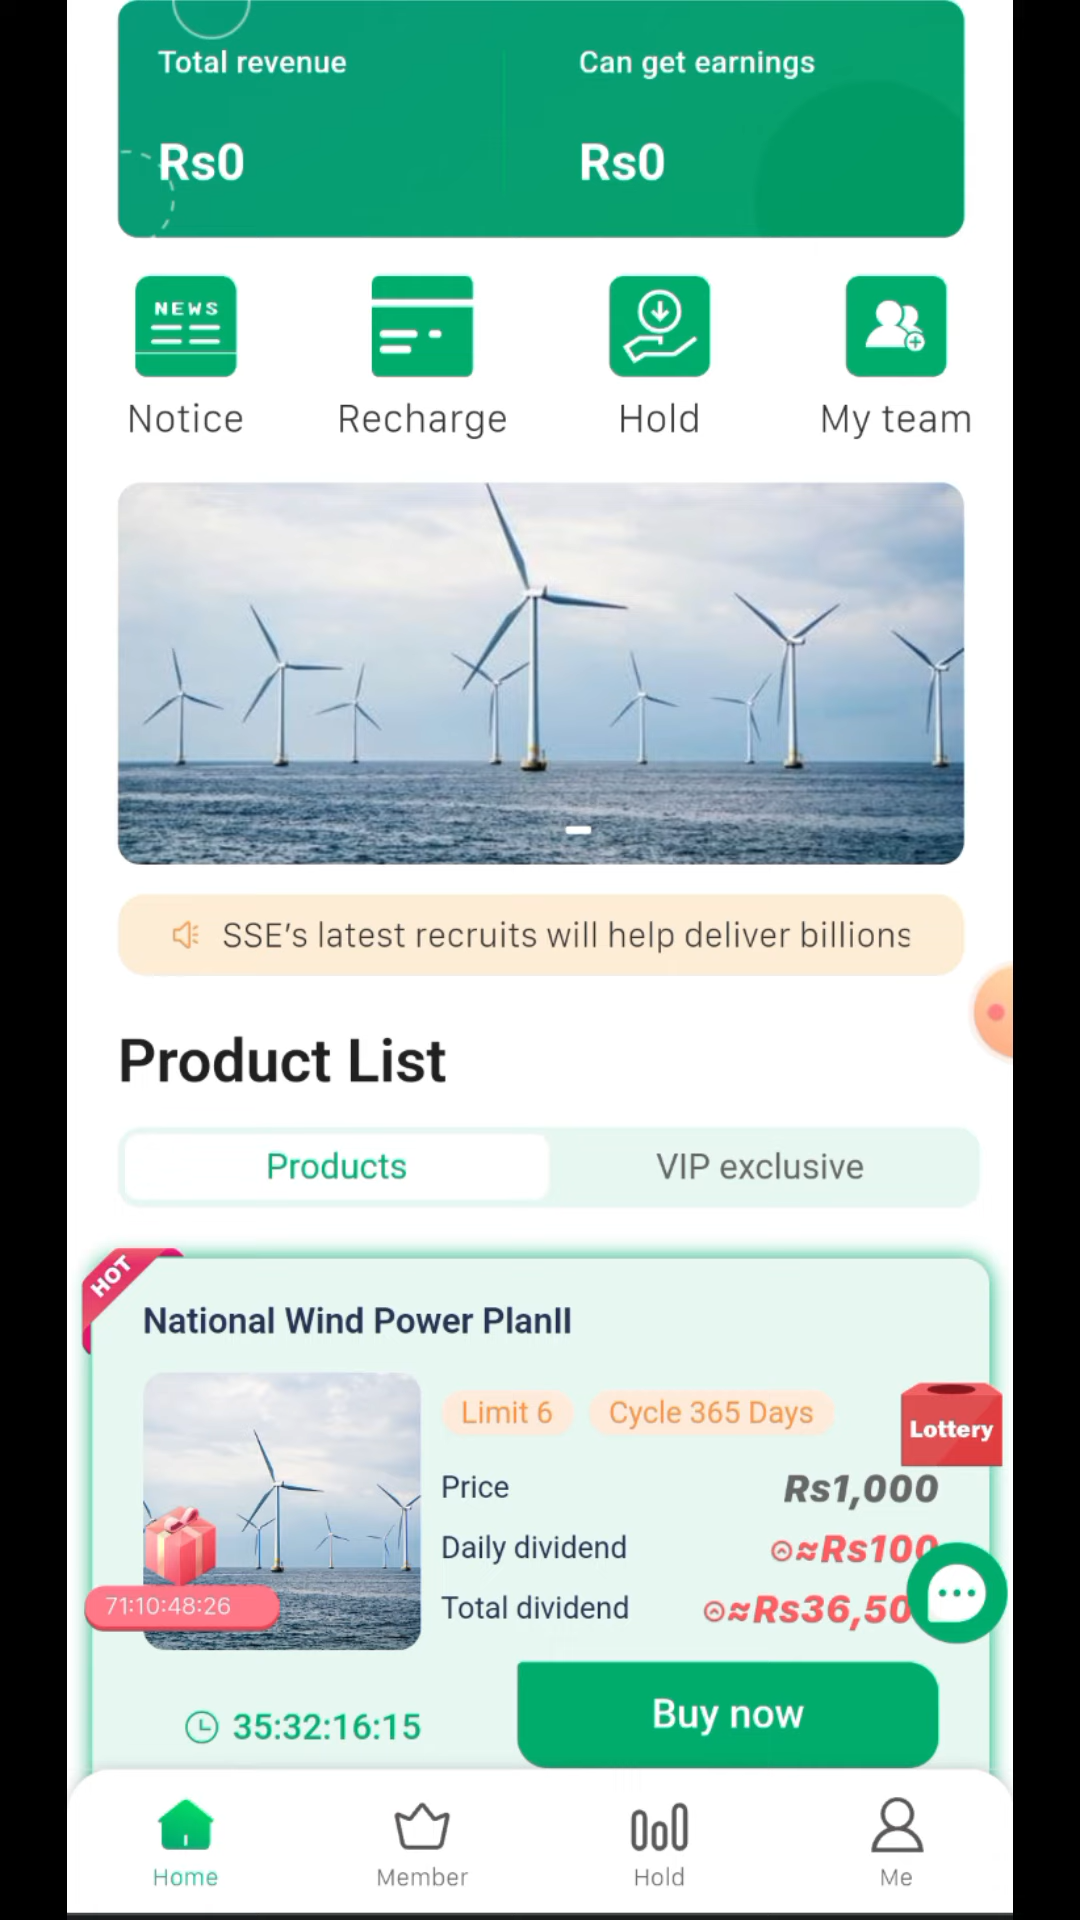 Total revenue
Can get earnings
Rs0
Rs0
NEWS
Notice
Recharge
Hold
My team
SSE's latest recruits will help deliver billions
Product List
Products
VIP exclusive
HOT
National Wind Power PlanII
Limit 6
Cycle 365 Days
Lottery
Price
Rs1,000
Daily dividend
≈Rs100
Total dividend
≈Rs36,50
71:10:48:26
35:32:16:15
Buy now
Home
Member
Hold
Me